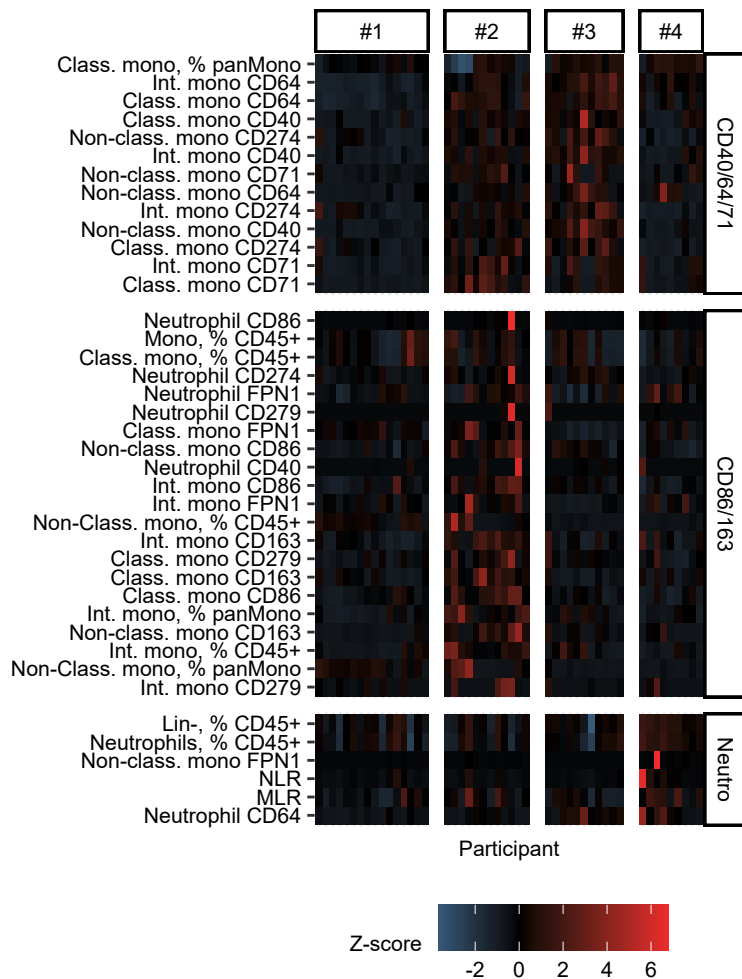 #1 #2 #3 #4
Class. mono, % panMono
Int. mono CD64
Class. mono CD64
Class. mono CD40
Non-class. mono CD274
Int. mono CD40
Non-class. mono CD71
Non-class. mono CD64
Int. mono CD274
Non-class. mono CD40
Class. mono CD274
Int. mono CD71
Class. mono CD71
CD40/64/71
Neutrophil CD86
Mono, % CD45+
Class. mono, % CD45+
Neutrophil CD274
Neutrophil FPN1
Neutrophil CD279
Class. mono FPN1
Non-class. mono CD86
Neutrophil CD40
Int. mono CD86
Int. mono FPN1
Non-Class. mono, % CD45+
Int. mono CD163
Class. mono CD279
Class. mono CD163
Class. mono CD86
Int. mono, % panMono
Non-class. mono CD163
Int. mono, % CD45+
Non-Class. mono, % panMono
Int. mono CD279
CD86/163
Lin-, % CD45+
Neutrophils, % CD45+
Non-class. mono FPN1
NLR
MLR
Neutrophil CD64
Neutro
Participant
Z-score
-2 0 2 4 6